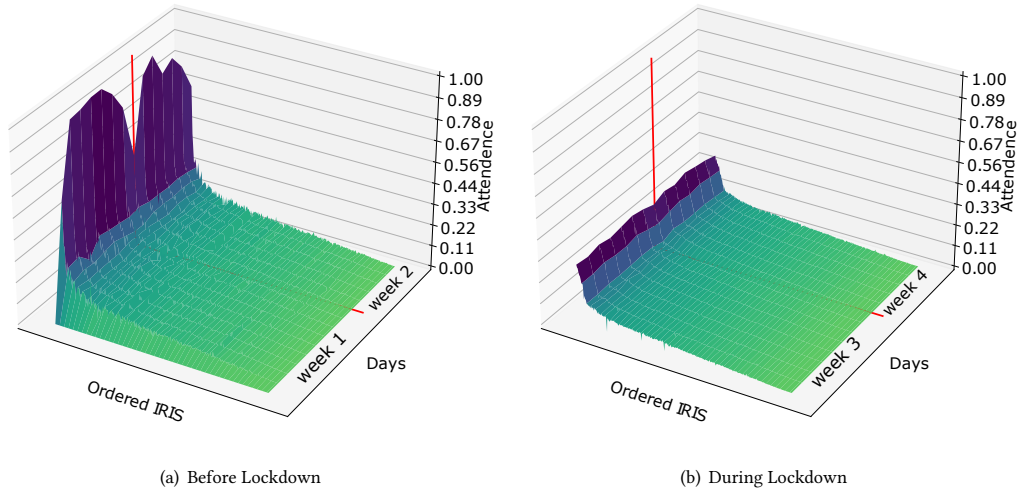 1.00
0.89
0.78
0.67
0.56
0.44
0.33
0.22
0.11
0.00
Attendence
week 2
week 1
Days
Ordered IRIS
(a) Before Lockdown
1.00
0.89
0.78
0.67
0.56
0.44
0.33
0.22
0.11
0.00
Attendence
week 4
week 3
Days
Ordered IRIS
(b) During Lockdown